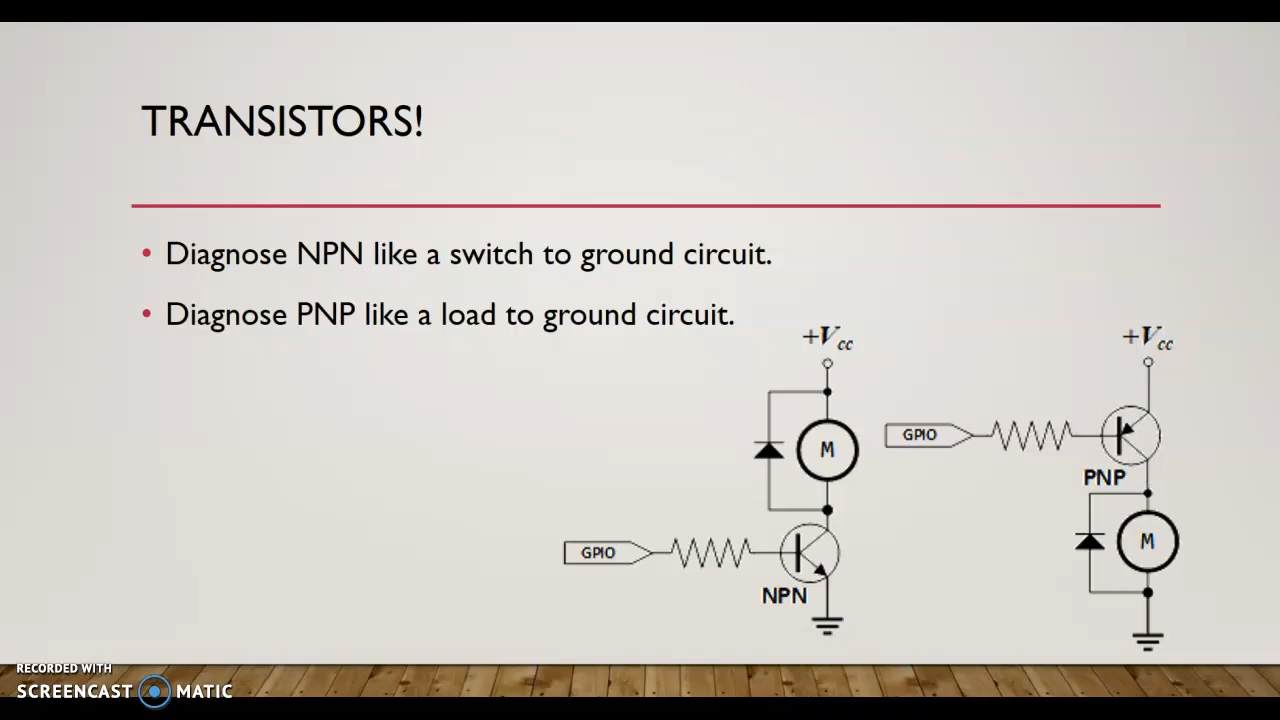 TRANSISTORS!
• Diagnose NPN like a switch to ground circuit.
• Diagnose PNP like a load to ground circuit.
+Vcc
+Vcc
GPIO
M
PNP
M
GPIO
NPN
RECORDED WITH
SCREENCAST MATIC